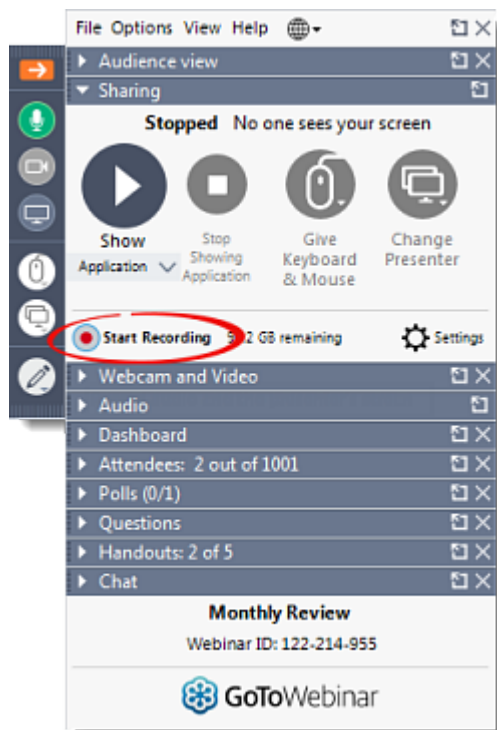 File Options View Help
Audience view
Sharing
Stopped No one sees your screen
Show
Application
Stop
Showing
Application
Give
Keyboard
& Mouse
Change
Presenter
Start Recording GB remaining Settings
Webcam and Video
Audio
Dashboard
Attendees: 2 out of 1001
Polls (0/1)
Questions
Handouts: 2 of 5
Chat
Monthly Review
Webinar ID: 122-214-955
GoToWebinar